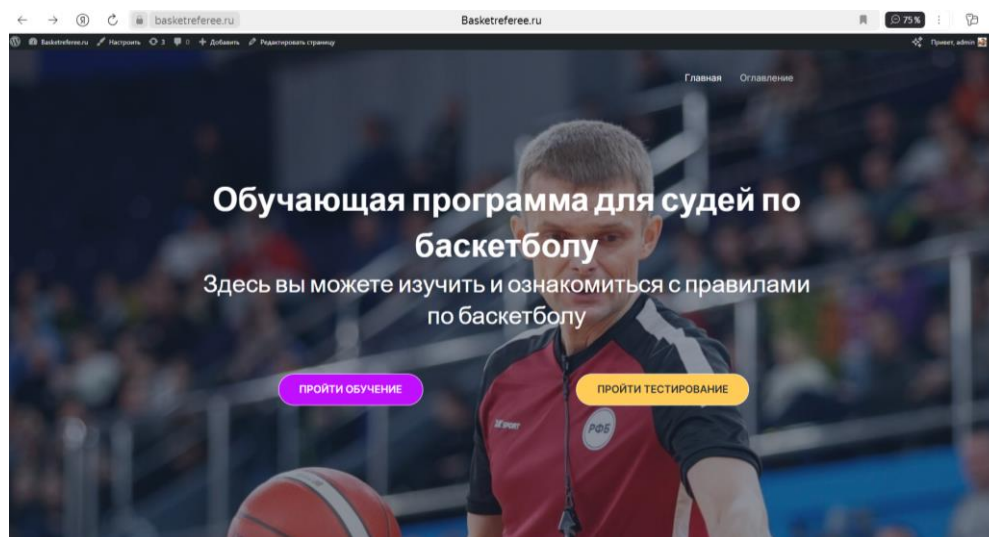 basketreferee.ru
Basketreferee.ru
75 %
Basketreferee.ru Настроить 3 0 Добавить Редактировать страницу
Привет, admin
Главная Оглавление
Обучающая программа для судей по
баскетболу
Здесь вы можете изучить и ознакомиться с правилами
по баскетболу
ПРОЙТИ ОБУЧЕНИЕ
ПРОЙТИ ТЕСТИРОВАНИЕ
SPORT
РФБ